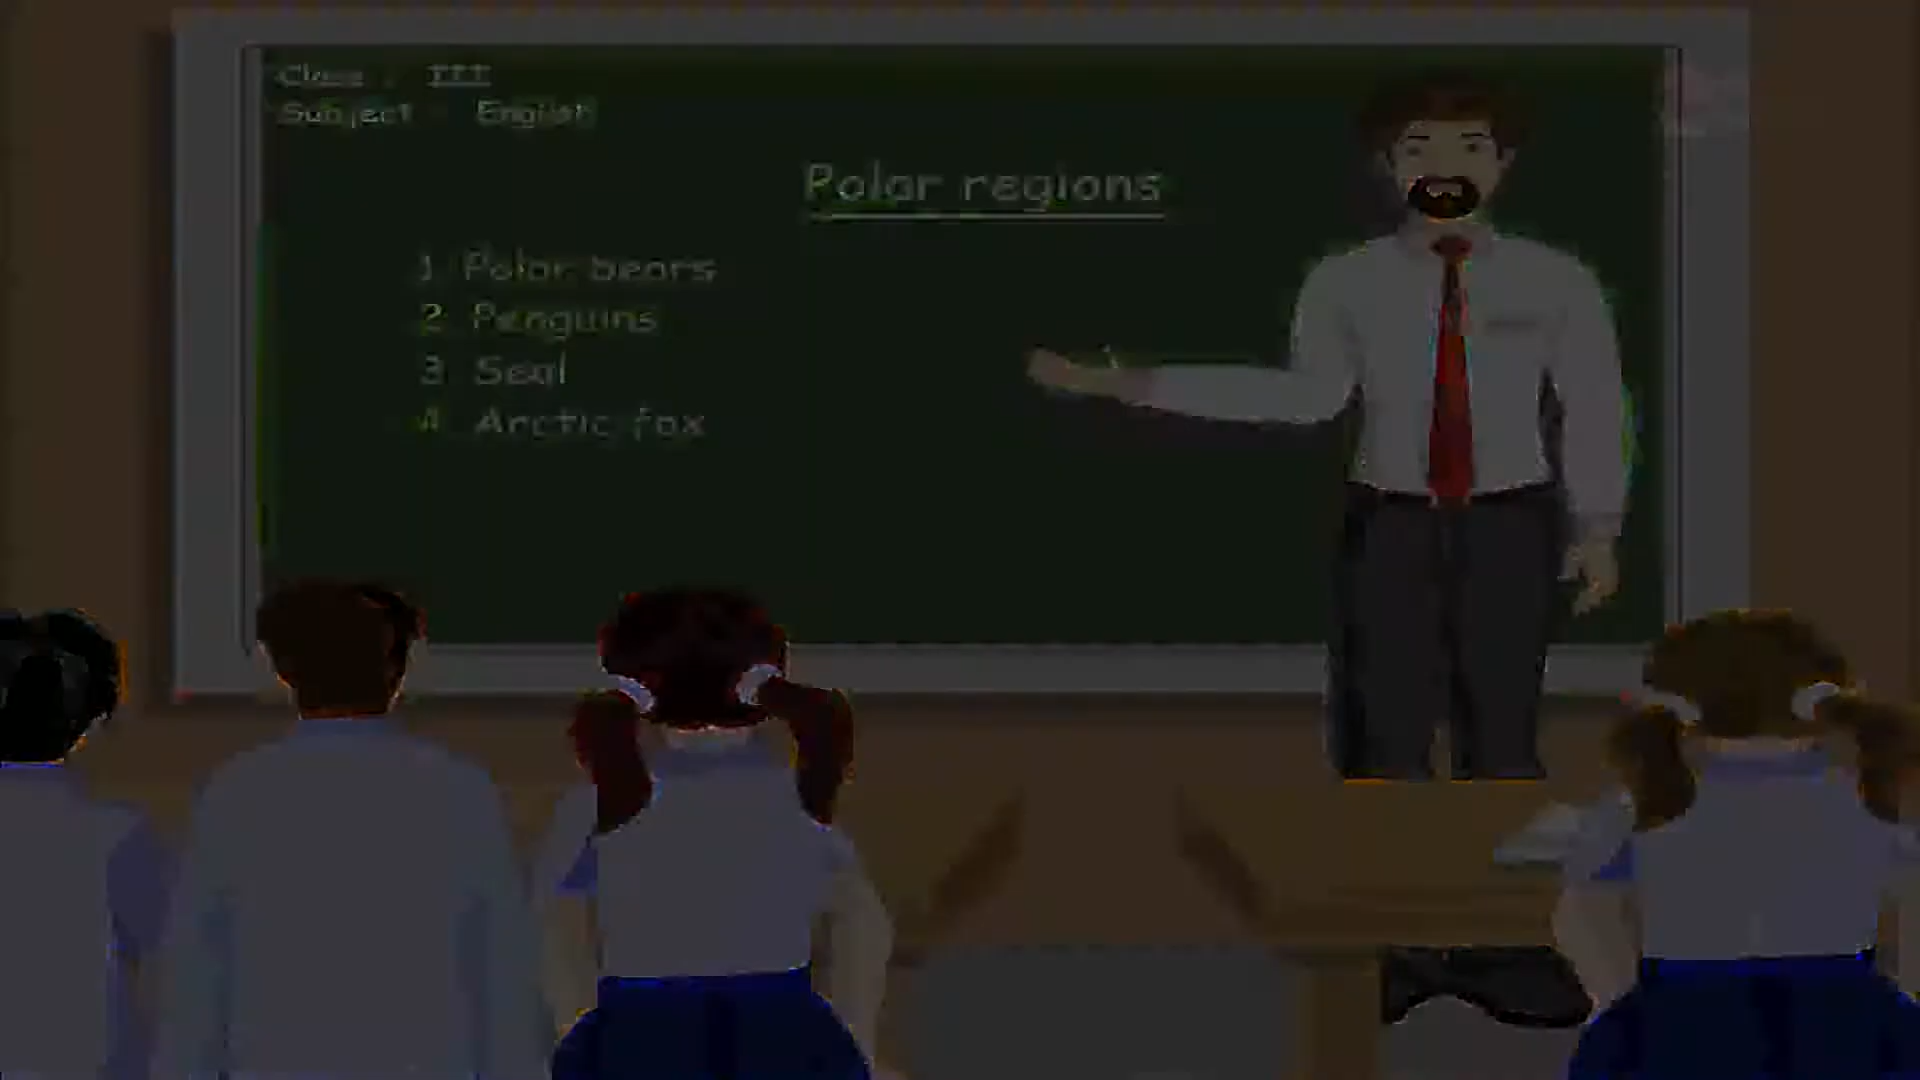 Class : III
Subject - English
Polar regions
1. Polar bears
2. Penguins
3. Seal
4. Arctic fox